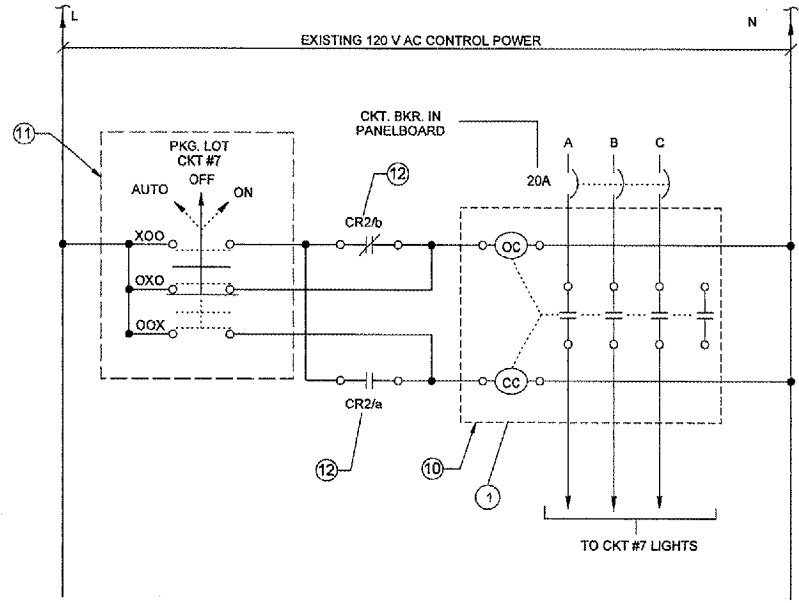 L
N
EXISTING 120 V AC CONTROL POWER
11
PKG. LOT
CKT #7
OFF
AUTO
ON
CKT. BKR. IN
PANELBOARD
A B C
20A
12
CR2/b
XOO
OC
OXO
OOX
CC
CR2/a
12
10
1
TO CKT #7 LIGHTS